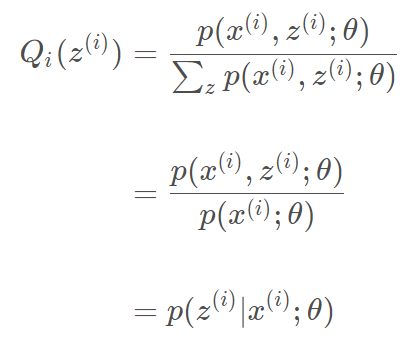 Q_i(z^{(i)}) = \frac{p(x^{(i)}, z^{(i)}; \theta)}{\sum_z p(x^{(i)}, z^{(i)}; \theta)}
= \frac{p(x^{(i)}, z^{(i)}; \theta)}{p(x^{(i)}; \theta)}
= p(z^{(i)}|x^{(i)}; \theta)